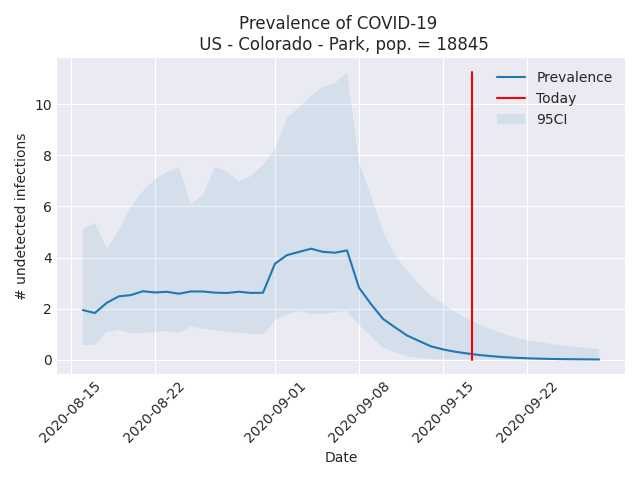 Prevalence of COVID-19
US - Colorado - Park, pop. = 18845
# undetected infections
10
8
6
4
2
0
Prevalence
Today
95CI
2020-08-15
2020-08-22
2020-09-01
2020-09-08
2020-09-15
2020-09-22
Date